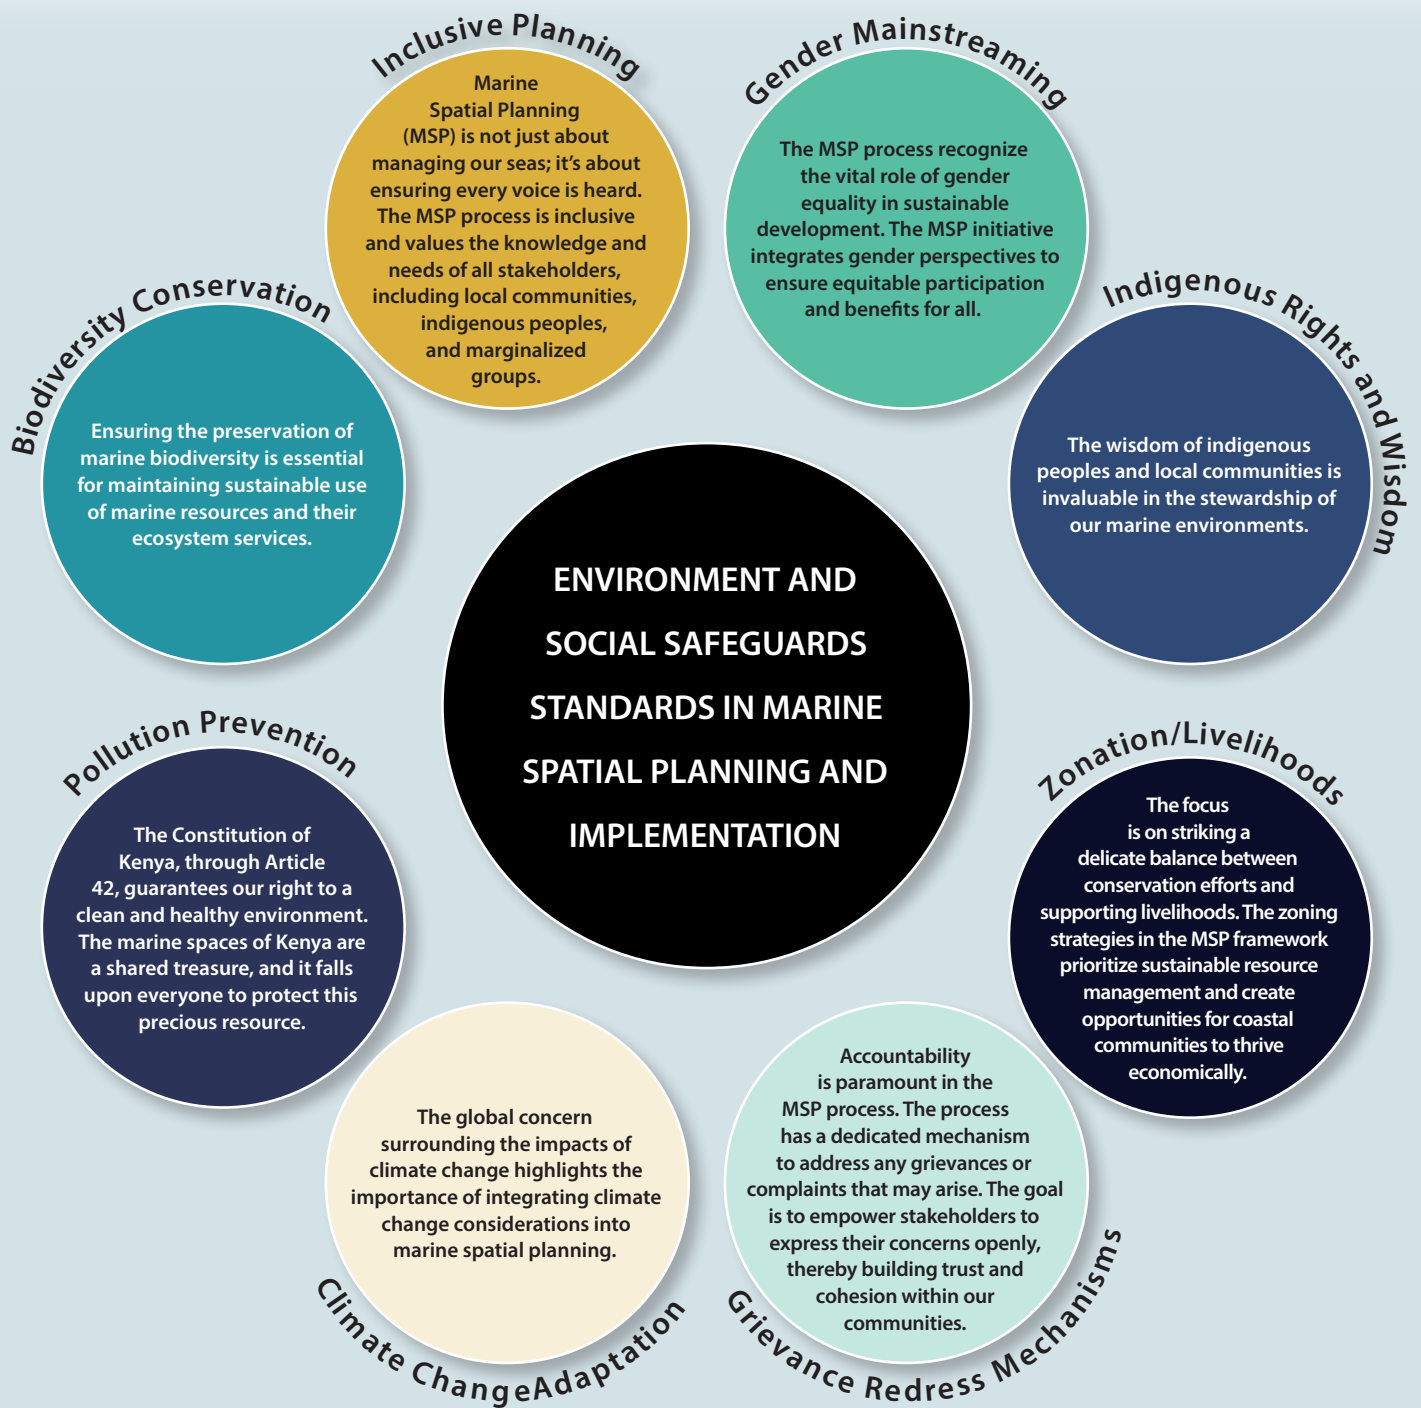 Inclusive Planning
Marine
Spatial Planning
(MSP) is not just about
managing our seas; it's about
ensuring every voice is heard.
The MSP process is inclusive
and values the knowledge and
needs of all stakeholders,
including local communities,
indigenous peoples,
and marginalized
groups.
Gender Mainstreaming
The MSP process recognize
the vital role of gender
equality in sustainable
development. The MSP initiative
integrates gender perspectives to
ensure equitable participation
and benefits for all.
Indigenous Rights and Wisdom
The wisdom of indigenous
peoples and local communities is
invaluable in the stewardship of
our marine environments.
Zonation/Livelihoods
The focus
is on striking a
delicate balance between
conservation efforts and
supporting livelihoods. The zoning
strategies in the MSP framework
prioritize sustainable resource
management and create
opportunities for coastal
communities to thrive
economically.
Accountability
is paramount in the
MSP process. The process
has a dedicated mechanism
to address any grievances or
complaints that may arise. The goal
is to empower stakeholders to
express their concerns openly,
thereby building trust and
cohesion within our
communities.
Grievance Redress Mechanisms
The global concern
surrounding the impacts of
climate change highlights the
importance of integrating climate
change considerations into
marine spatial planning.
Climate ChangeAdaptation
Pollution Prevention
The Constitution of
Kenya, through Article
42, guarantees our right to a
clean and healthy environment.
The marine spaces of Kenya are
a shared treasure, and it falls
upon everyone to protect this
precious resource.
Biodiversity Conservation
Ensuring the preservation of
marine biodiversity is essential
for maintaining sustainable use
of marine resources and their
ecosystem services.
ENVIRONMENT AND
SOCIAL SAFEGUARDS
STANDARDS IN MARINE
SPATIAL PLANNING AND
IMPLEMENTATION